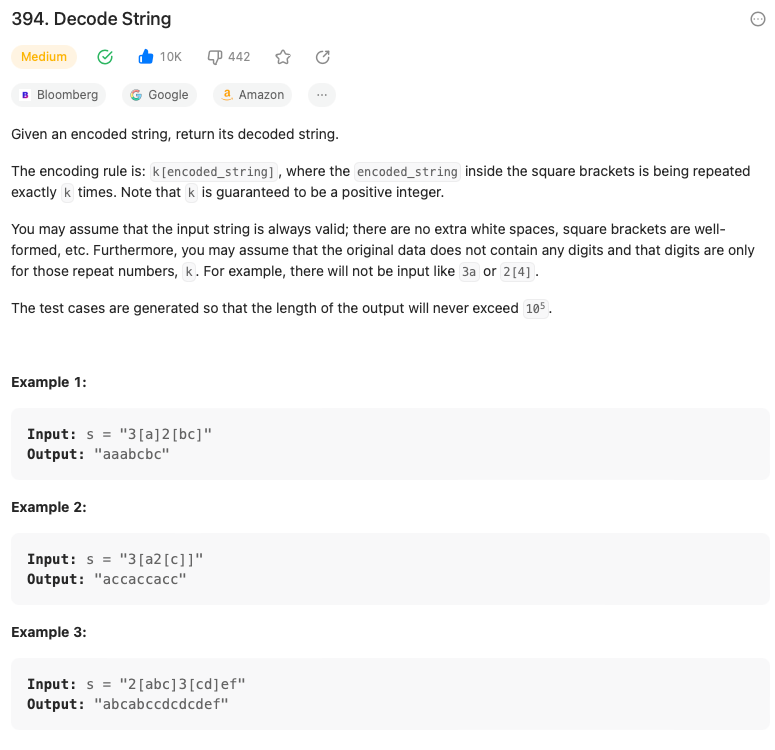 394. Decode String
Medium 10K 442
Bloomberg Google Amazon ...
Given an encoded string, return its decoded string.
The encoding rule is: k[encoded_string], where the encoded_string inside the square brackets is being repeated
exactly k times. Note that k is guaranteed to be a positive integer.
You may assume that the input string is always valid; there are no extra white spaces, square brackets are well-
formed, etc. Furthermore, you may assume that the original data does not contain any digits and that digits are only
for those repeat numbers, k. For example, there will not be input like 3a or 2[4].
The test cases are generated so that the length of the output will never exceed 10⁵.
Example 1:
Input: s = "3[a]2[bc]"
Output: "aaabcbc"
Example 2:
Input: s = "3[a2[c]]"
Output: "accaccacc"
Example 3:
Input: s = "2[abc]3[cd]ef"
Output: "abcabccdcdcdef"